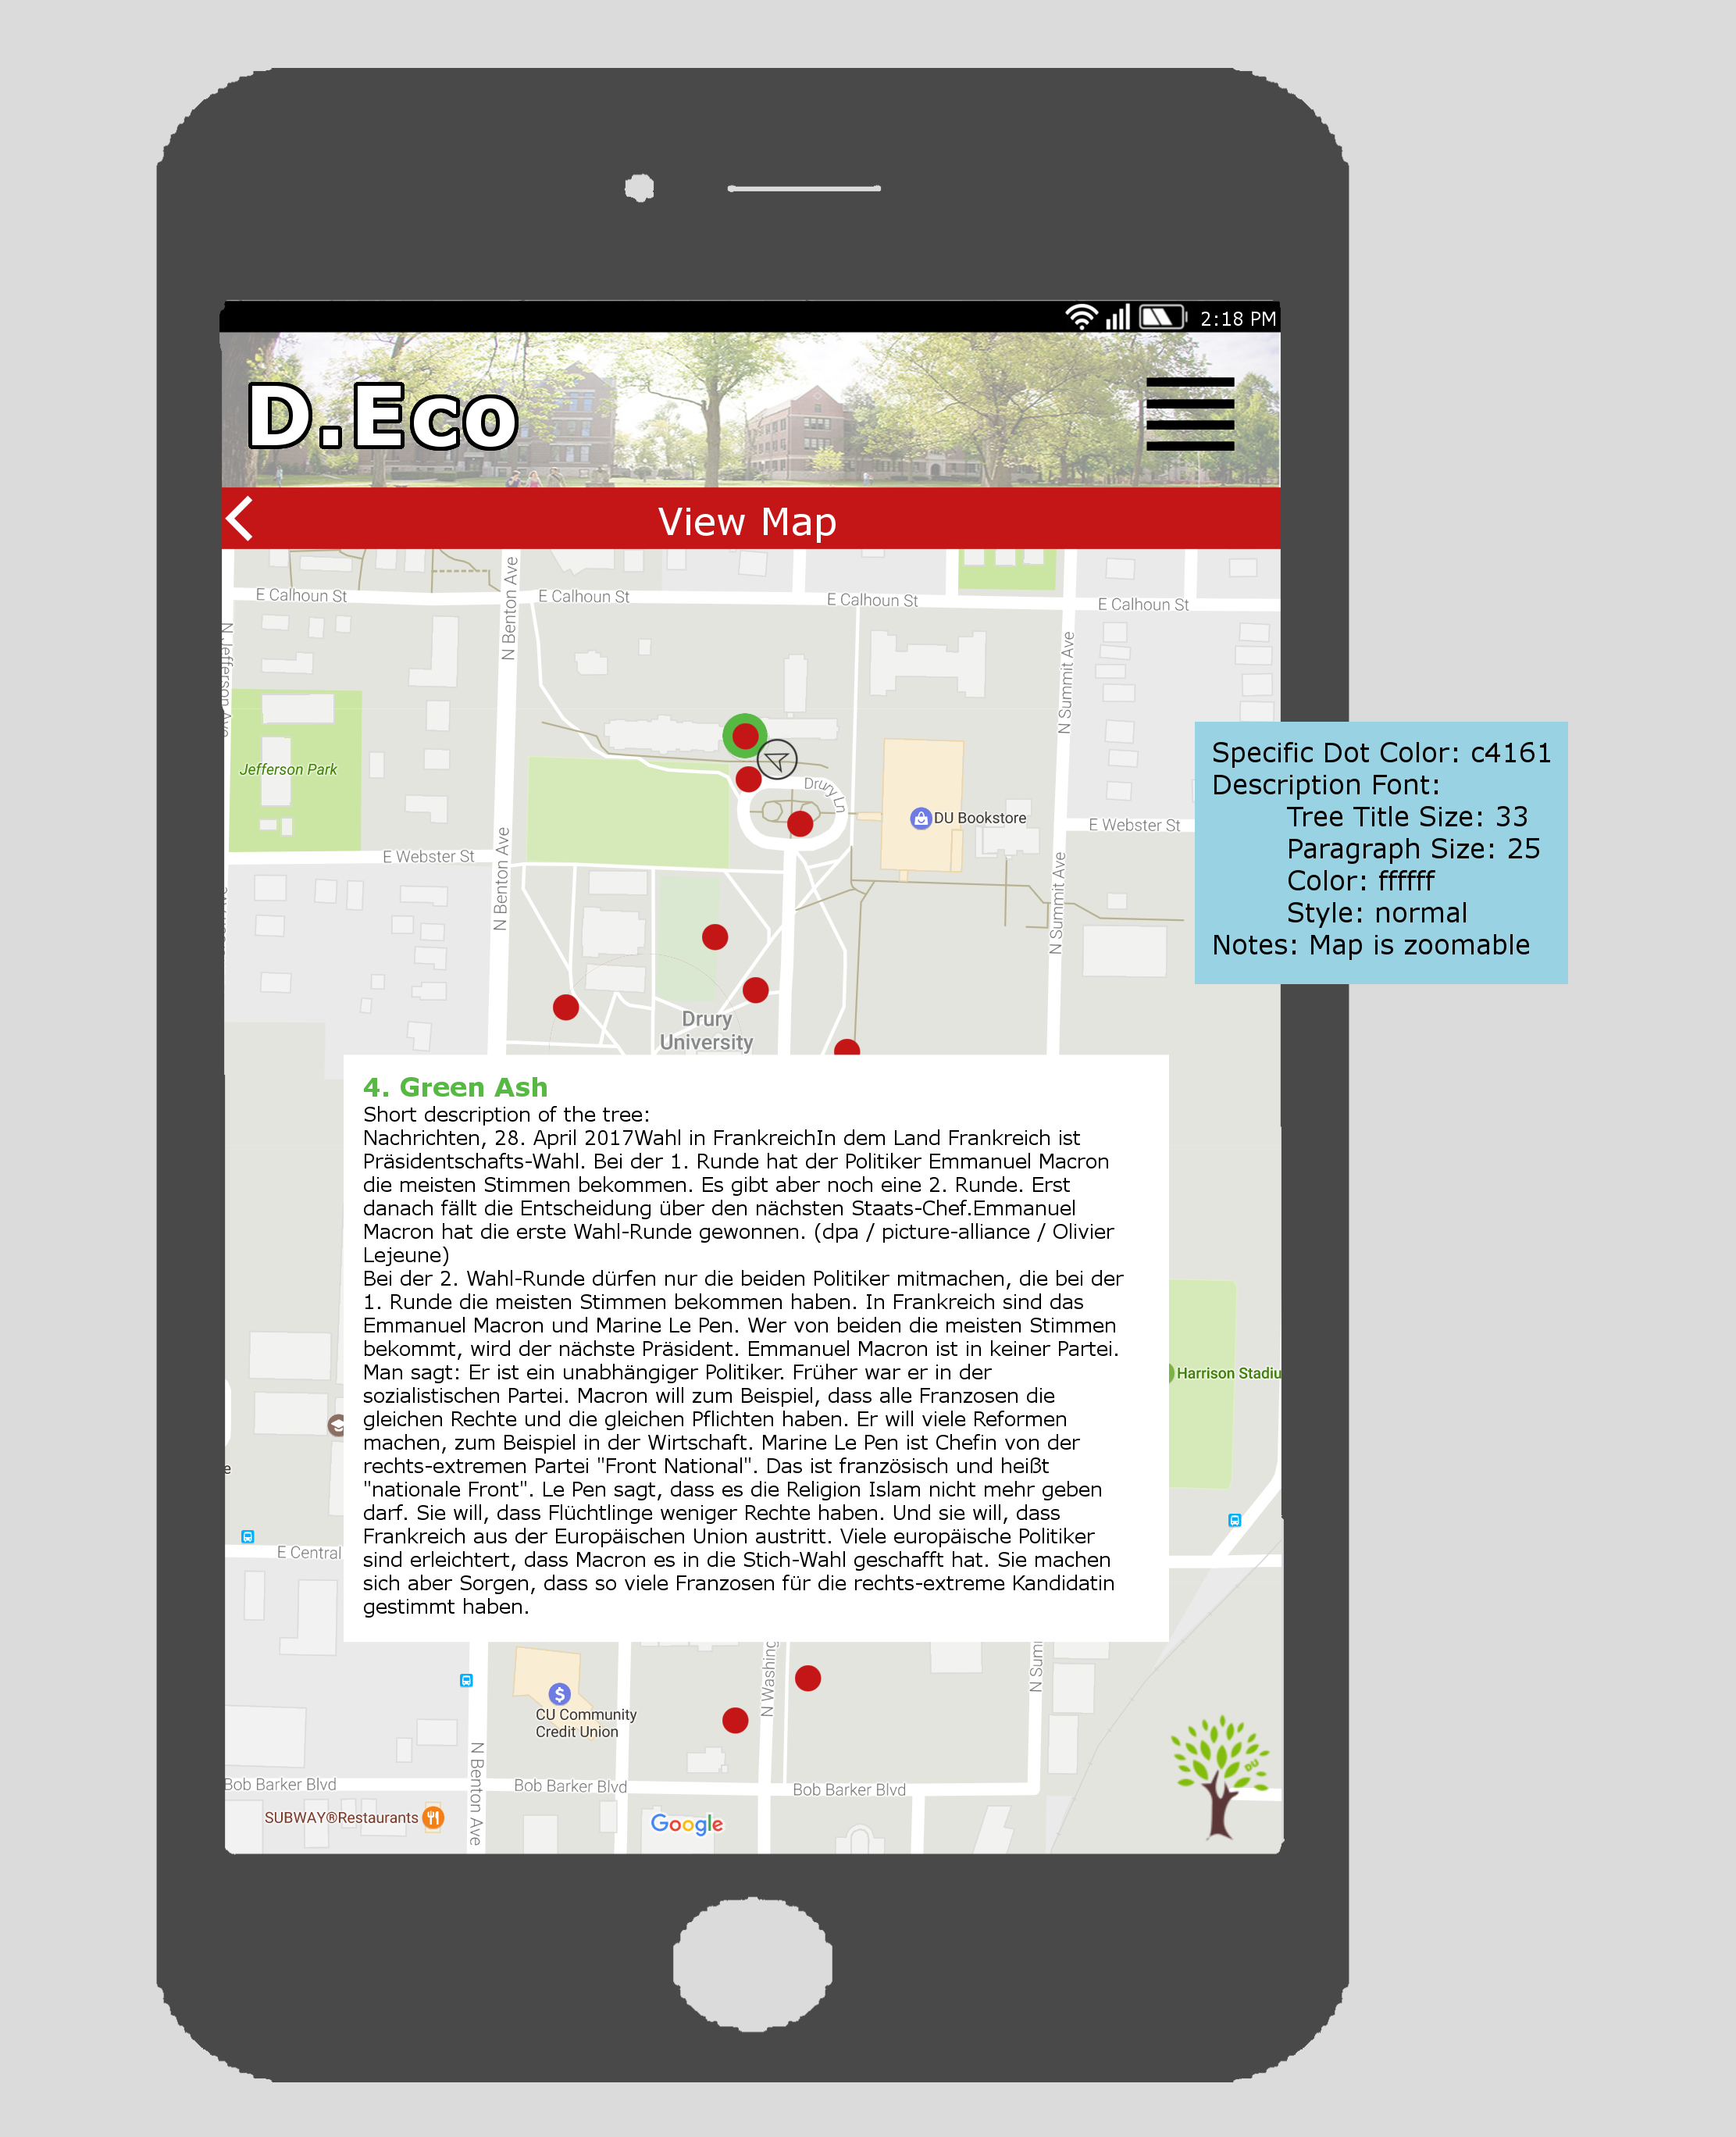 2:18 PM
D.Eco
View Map
E Calhoun St
E Calhoun St
E Calhoun St
E Calhoun St
N Benton Ave
N Jefferson Ave
N Summit Ave
Jefferson Park
Drury Ln
DU Bookstore
E Webster St
E Webster St
N Benton Ave
N Summit Ave
Drury
University
Specific Dot Color: c4161
Description Font:
Tree Title Size: 33
Paragraph Size: 25
Color: ffffff
Style: normal
Notes: Map is zoomable
4. Green Ash
Short description of the tree:
Nachrichten, 28. April 2017Wahl in FrankreichIn dem Land Frankreich ist
Präsidentschafts-Wahl. Bei der 1. Runde hat der Politiker Emmanuel Macron
die meisten Stimmen bekommen. Es gibt aber noch eine 2. Runde. Erst
danach fällt die Entscheidung über den nächsten Staats-Chef.Emmanuel
Macron hat die erste Wahl-Runde gewonnen. (dpa / picture-alliance / Olivier
Lejeune)
Bei der 2. Wahl-Runde dürfen nur die beiden Politiker mitmachen, die bei der
1. Runde die meisten Stimmen bekommen haben. In Frankreich sind das
Emmanuel Macron und Marine Le Pen. Wer von beiden die meisten Stimmen
bekommt, wird der nächste Präsident. Emmanuel Macron ist in keiner Partei.
Man sagt: Er ist ein unabhängiger Politiker. Früher war er in der
sozialistischen Partei. Macron will zum Beispiel, dass alle Franzosen die
gleichen Rechte und die gleichen Pflichten haben. Er will viele Reformen
machen, zum Beispiel in der Wirtschaft. Marine Le Pen ist Chefin von der
rechts-extremen Partei "Front National". Das ist französisch und heißt
"nationale Front". Le Pen sagt, dass es die Religion Islam nicht mehr geben
darf. Sie will, dass Flüchtlinge weniger Rechte haben. Und sie will, dass
Frankreich aus der Europäischen Union austritt. Viele europäische Politiker
sind erleichtert, dass Macron es in die Stich-Wahl geschafft hat. Sie machen
sich aber Sorgen, dass so viele Franzosen für die rechts-extreme Kandidatin
gestimmt haben.
Harrison Stadiu
e
E Central
N Washing
N Sum
CU Community
Credit Union
N Benton Ave
DU
Bob Barker Blvd
Bob Barker Blvd
Bob Barker Blvd
SUBWAY®Restaurants
Google